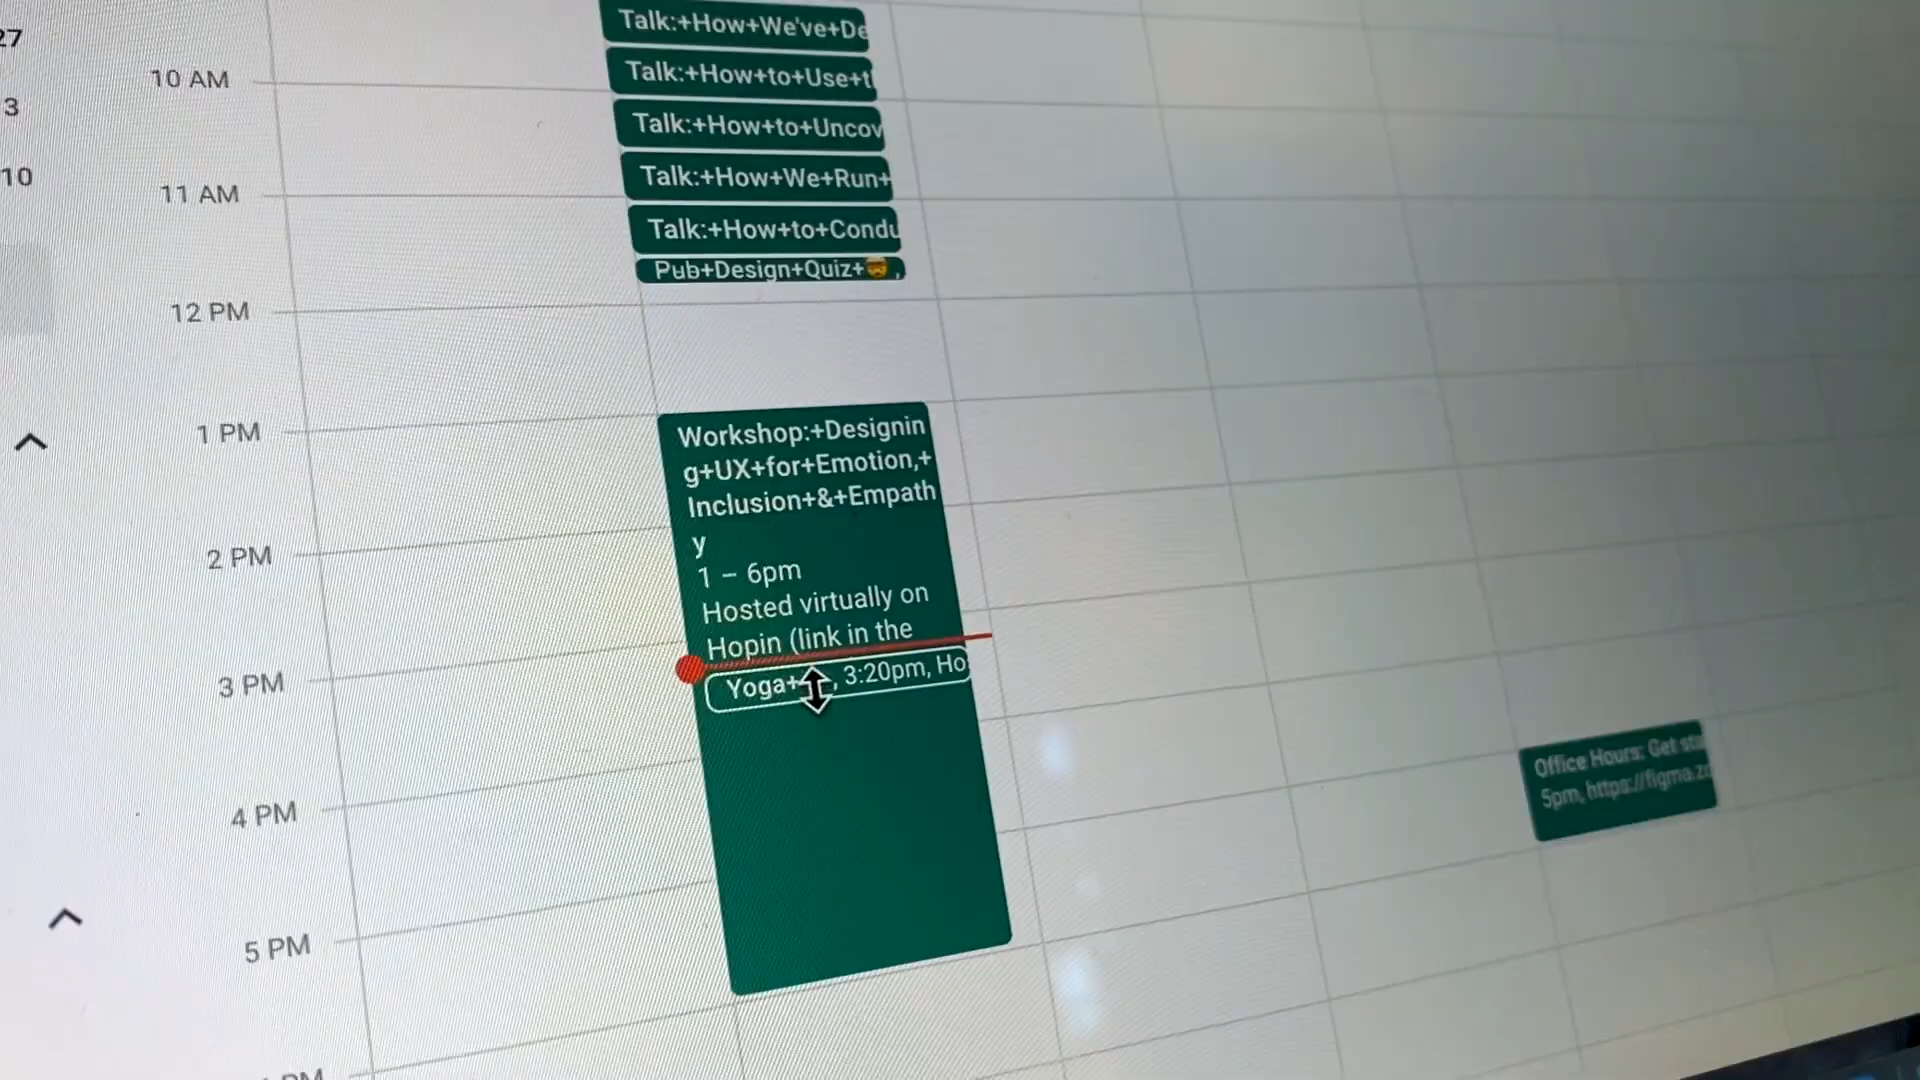 27
3
10
10 AM
11 AM
12 PM
1 PM
2 PM
3 PM
4 PM
5 PM
PM
Talk:+How+We've+De
Talk:+How+to+Use+t
Talk:+How+to+Uncov
Talk:+How+We+Run+
Talk:+How+to+Condu
Pub+Design+Quiz+🤯,
Workshop:+Designin
g+UX+for+Emotion,+
Inclusion+&+Empath
y
1 – 6pm
Hosted virtually on
Hopin (link in the
Yoga+ , 3:20pm, Ho
Office Hours: Get sta
5pm, https://figma.zo